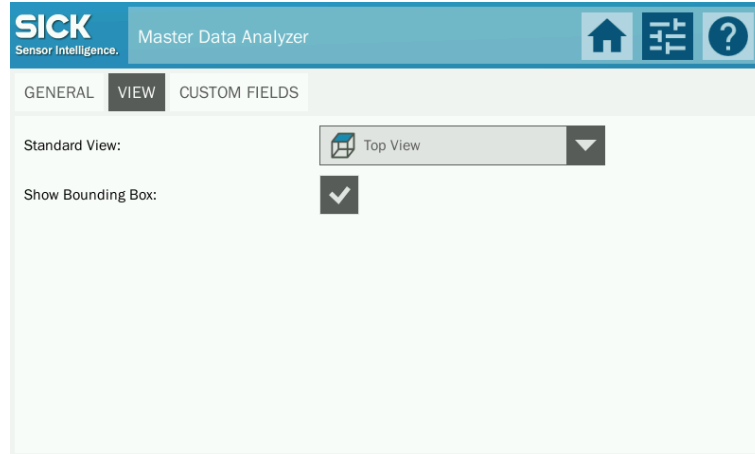 SICK
Sensor Intelligence.
Master Data Analyzer
?
GENERAL VIEW CUSTOM FIELDS
Standard View: Top View
Show Bounding Box: